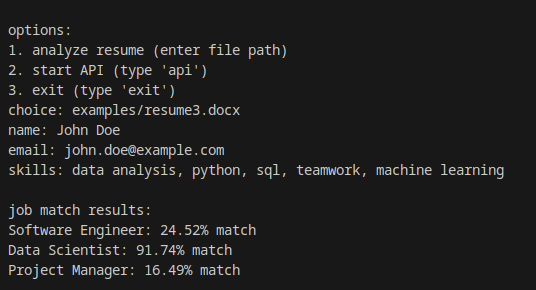 options:
1. analyze resume (enter file path)
2. start API (type 'api')
3. exit (type 'exit')
choice: examples/resume3.docx
name: John Doe
email: john.doe@example.com
skills: data analysis, python, sql, teamwork, machine learning
job match results:
Software Engineer: 24.52% match
Data Scientist: 91.74% match
Project Manager: 16.49% match